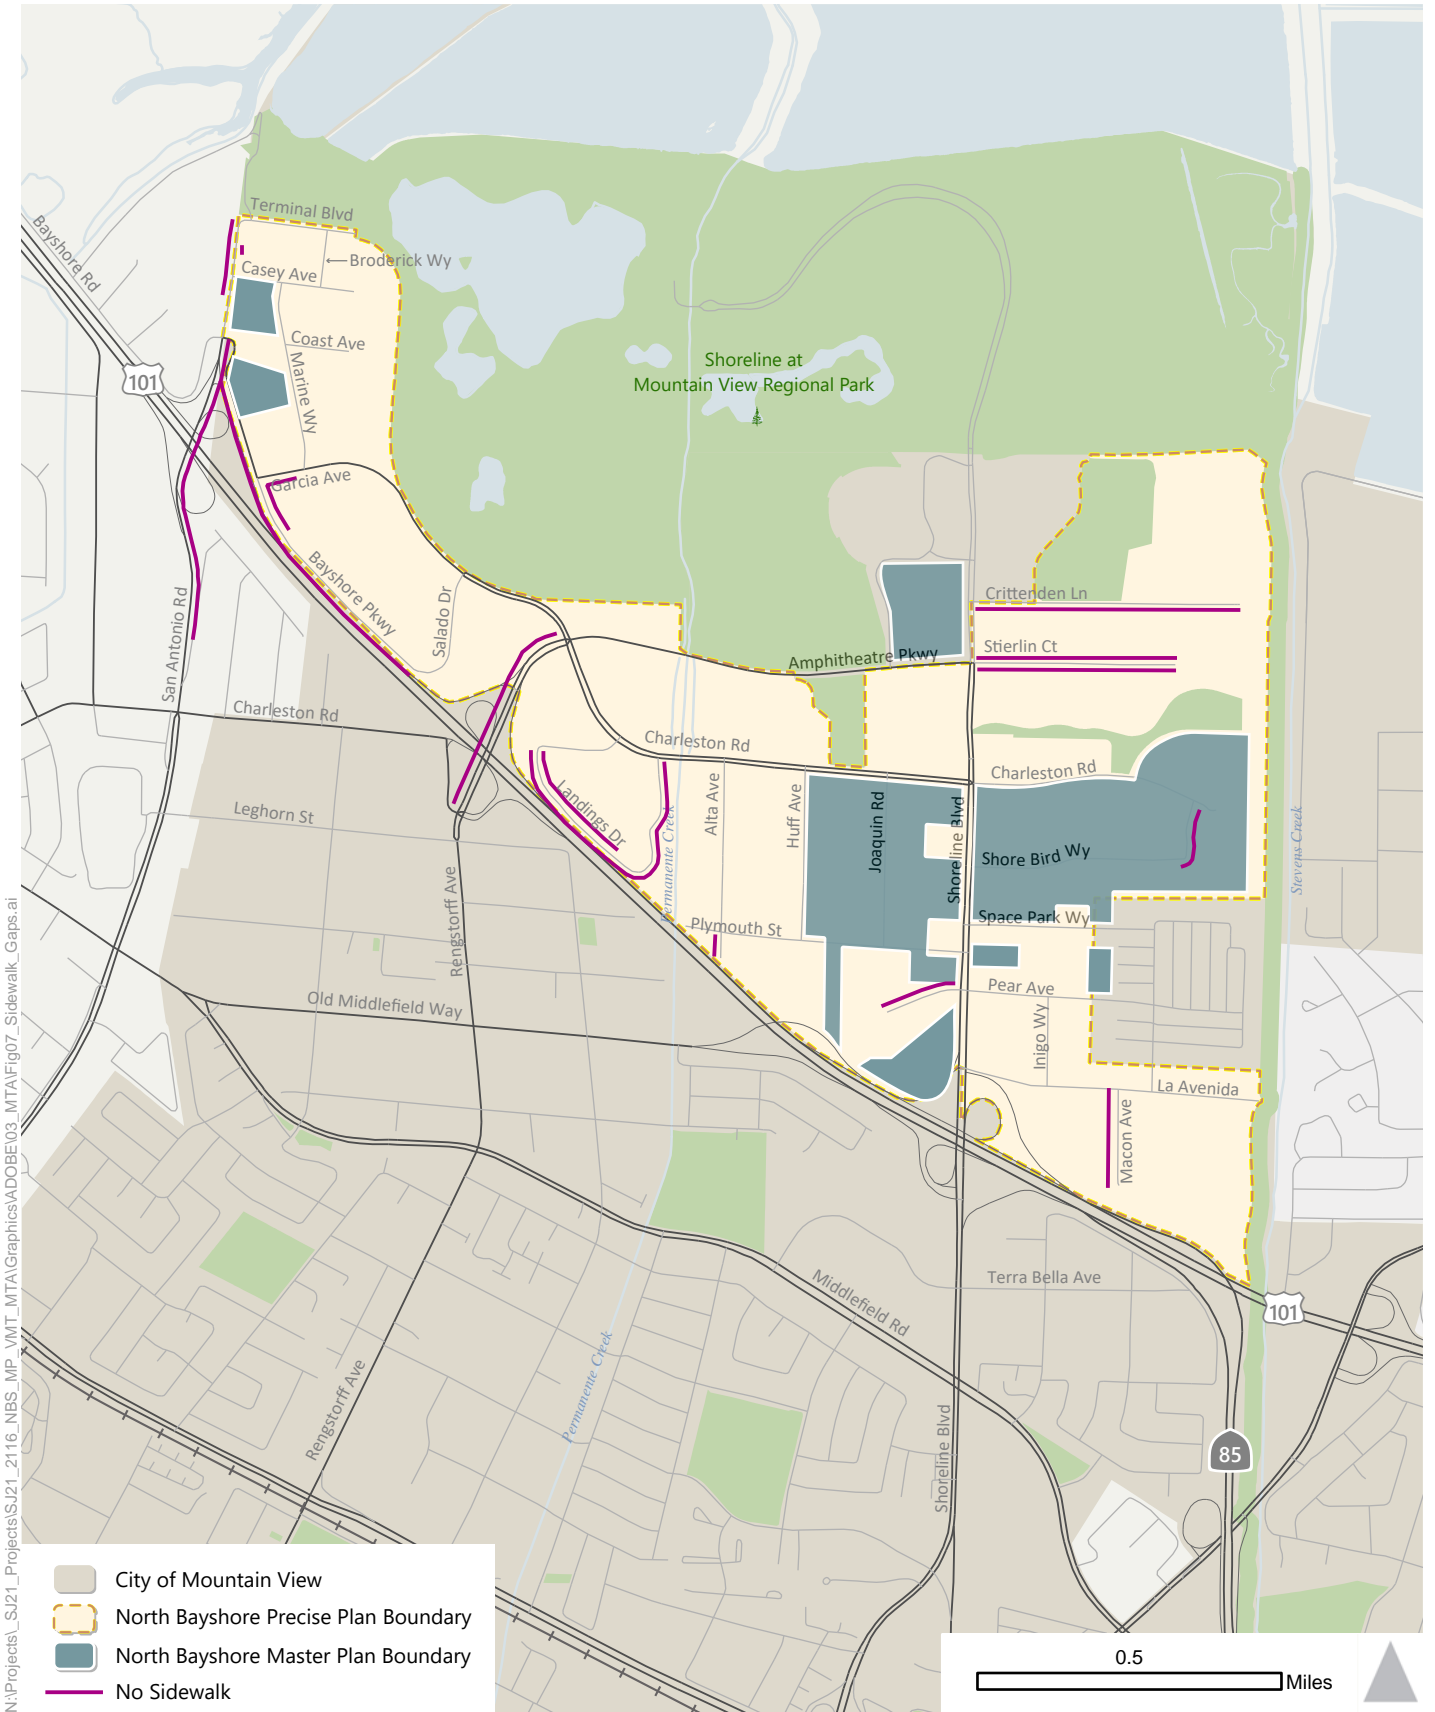 Terminal Blvd
Bayshore Rd
←Broderick Wy
Casey Ave
Coast Ave
Marine Wy
101
Shoreline at
Mountain View Regional Park
Garcia Ave
Bayshore Pkwy
Salado Dr
San Antonio Rd
Crittenden Ln
Stierlin Ct
Amphitheatre Pkwy
Charleston Rd
Charleston Rd
Charleston Rd
Landings Dr
Permanente Creek
Alta Ave
Huff Ave
Joaquin Rd
Shoreline Blvd
Shore Bird Wy
Stevens Creek
Leghorn St
Rengstorff Ave
Plymouth St
Space Park Wy
Pear Ave
Inigo Wy
Old Middlefield Way
La Avenida
Macon Ave
Middlefield Rd
Terra Bella Ave
101
Permanente Creek
Rengstorff Ave
Shoreline Blvd
85
N:\Projects\_SJ21_Projects\SJ21_2116_NBS_MP_VMT_MTA\Graphics\ADOBE\03_MTA\Fig07_Sidewalk_Gaps.ai
City of Mountain View
North Bayshore Precise Plan Boundary
North Bayshore Master Plan Boundary
No Sidewalk
0.5
Miles